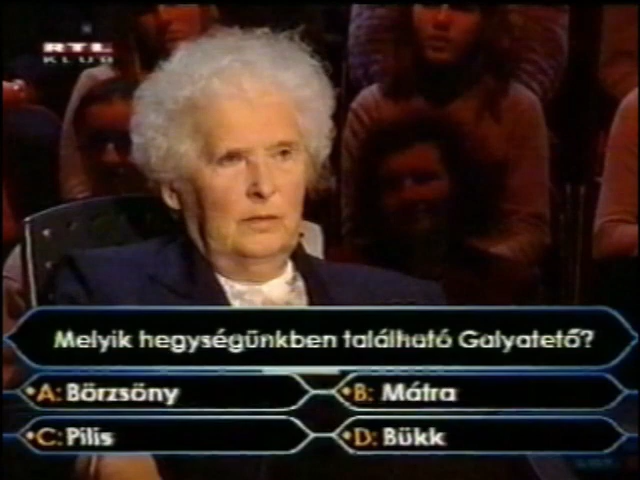 RTL
KLUB
Melyik hegységünkben található Galyatető?
A: Börzsöny
B: Mátra
C: Pilis
D: Bükk